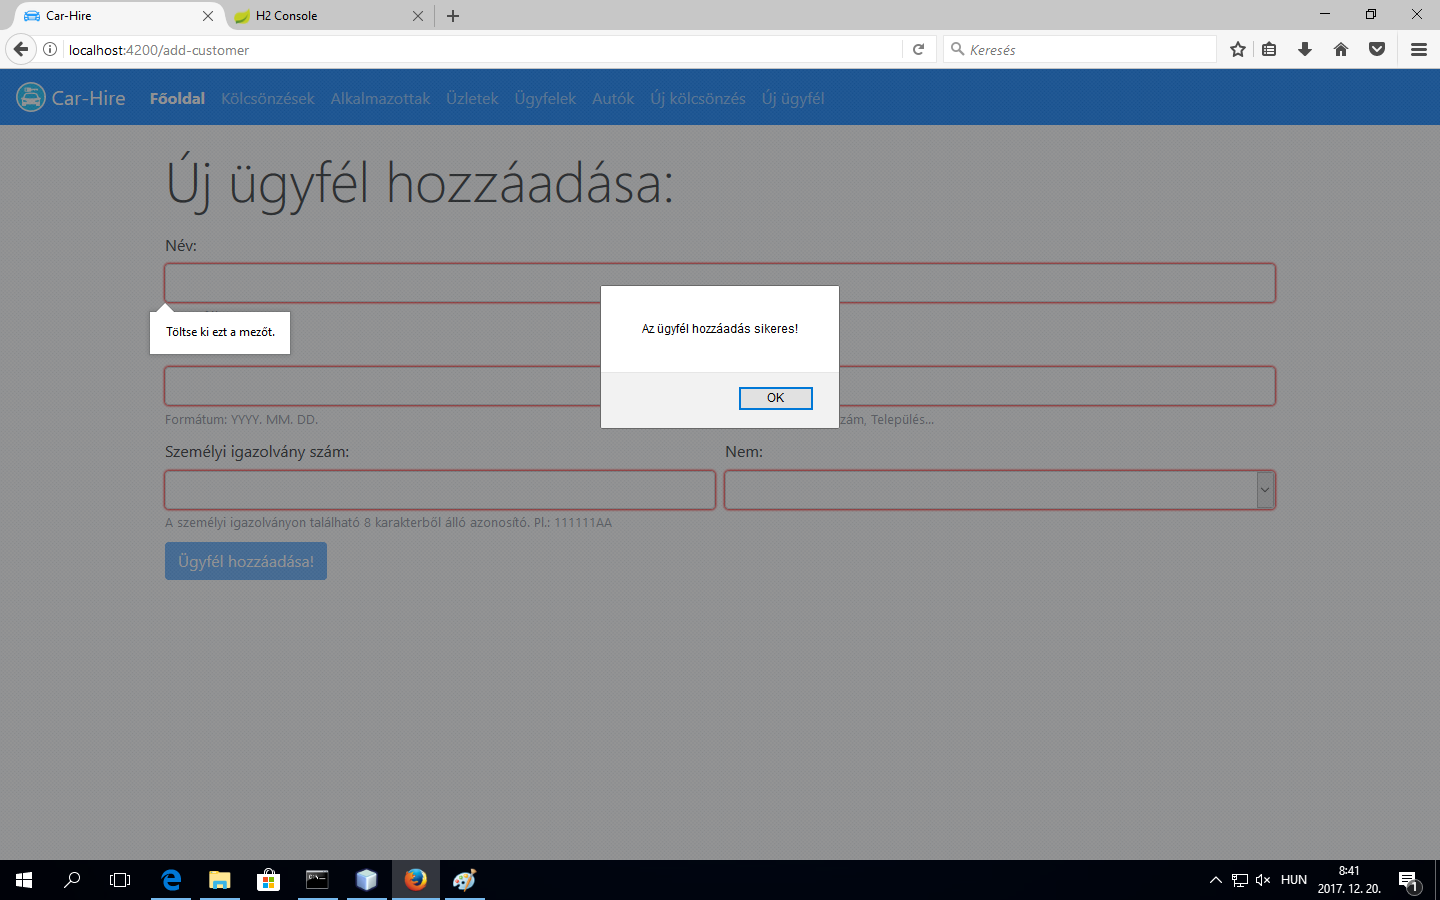 Car-Hire
H2 Console
localhost:4200/add-customer
Keresés
Car-Hire Főoldal Kölcsönzések Alkalmazottak Üzletek Ügyfelek Autók Új kölcsönzés Új ügyfél
Új ügyfél hozzáadása:
Név:
Töltse ki ezt a mezőt.
Az ügyfél hozzáadás sikeres!
OK
Formátum: YYYY. MM. DD.
zám, Település...
Személyi igazolvány szám:
Nem:
A személyi igazolványon található 8 karakterből álló azonosító. Pl.: 111111AA
Ügyfél hozzáadása!
HUN
8:41
2017. 12. 20.
1